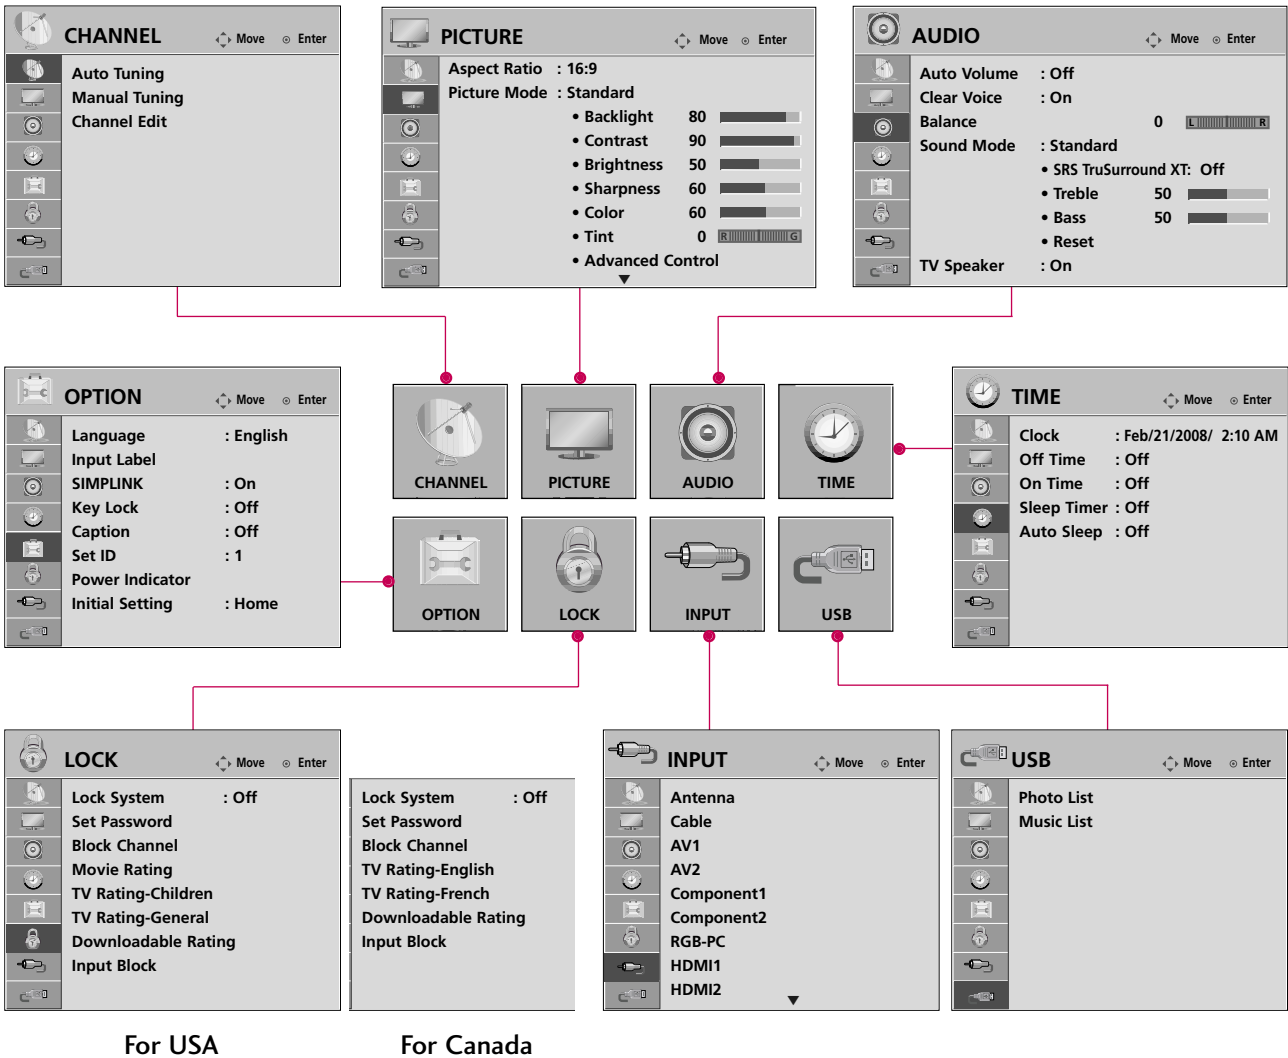 CHANNEL Move Enter
Auto Tuning
Manual Tuning
Channel Edit
PICTURE Move Enter
Aspect Ratio : 16:9
Picture Mode : Standard
• Backlight 80
• Contrast 90
• Brightness 50
• Sharpness 60
• Color 60
• Tint 0 R G
• Advanced Control
AUDIO Move Enter
Auto Volume : Off
Clear Voice : On
Balance 0 L R
Sound Mode : Standard
• SRS TruSurround XT: Off
• Treble 50
• Bass 50
• Reset
TV Speaker : On
OPTION Move Enter
Language : English
Input Label
SIMPLINK : On
Key Lock : Off
Caption : Off
Set ID : 1
Power Indicator
Initial Setting : Home
CHANNEL PICTURE AUDIO TIME
OPTION LOCK INPUT USB
TIME Move Enter
Clock : Feb/21/2008/ 2:10 AM
Off Time : Off
On Time : Off
Sleep Timer : Off
Auto Sleep : Off
LOCK Move Enter
Lock System : Off
Set Password
Block Channel
Movie Rating
TV Rating-Children
TV Rating-General
Downloadable Rating
Input Block
For USA
Lock System : Off
Set Password
Block Channel
TV Rating-English
TV Rating-French
Downloadable Rating
Input Block
For Canada
INPUT Move Enter
Antenna
Cable
AV1
AV2
Component1
Component2
RGB-PC
HDMI1
HDMI2
USB Move Enter
Photo List
Music List